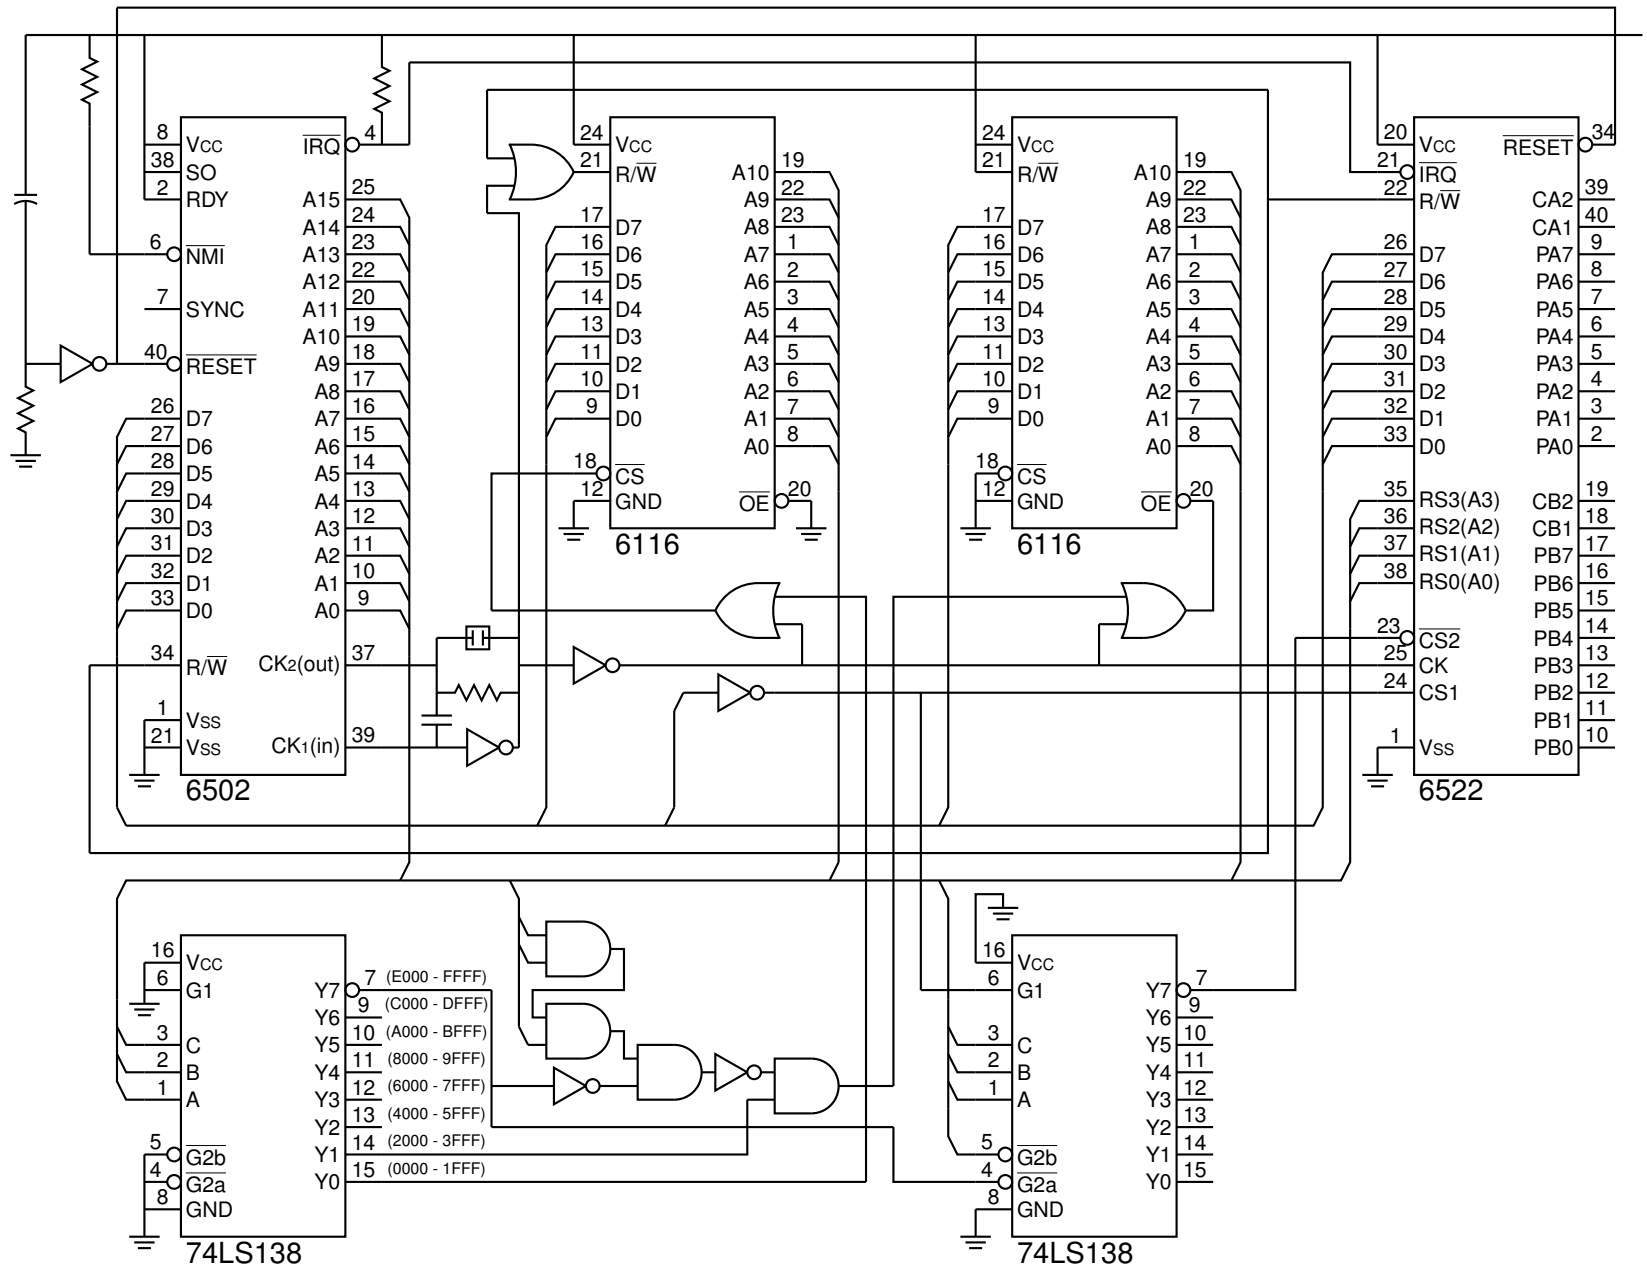 8 VCC
38 SO
2 RDY
6 NMI
7 SYNC
40 RESET
26 D7
27 D6
28 D5
29 D4
30 D3
31 D2
32 D1
33 D0
34 R/W
1 VSS
21 VSS
IRQ 4
A15 25
A14 24
A13 23
A12 22
A11 20
A10 19
A9 18
A8 17
A7 16
A6 15
A5 14
A4 13
A3 12
A2 11
A1 10
A0 9
CK2(out) 37
CK1(in) 39
6502
24 VCC
21 R/W
17 D7
16 D6
15 D5
14 D4
13 D3
11 D2
10 D1
9 D0
18 CS
12 GND
A10 19
A9 22
A8 23
A7 1
A6 2
A5 3
A4 4
A3 5
A2 6
A1 7
A0 8
OE 20
6116
24 VCC
21 R/W
17 D7
16 D6
15 D5
14 D4
13 D3
11 D2
10 D1
9 D0
18 CS
12 GND
A10 19
A9 22
A8 23
A7 1
A6 2
A5 3
A4 4
A3 5
A2 6
A1 7
A0 8
OE 20
6116
20 VCC
21 IRQ
22 R/W
26 D7
27 D6
28 D5
29 D4
30 D3
31 D2
32 D1
33 D0
35 RS3(A3)
36 RS2(A2)
37 RS1(A1)
38 RS0(A0)
23 CS2
25 CK
24 CS1
1 VSS
RESET 34
CA2 39
CA1 40
PA7 9
PA6 8
PA5 7
PA4 6
PA3 5
PA2 4
PA1 3
PA0 2
CB2 19
CB1 18
PB7 17
PB6 16
PB5 15
PB4 14
PB3 13
PB2 12
PB1 11
PB0 10
6522
16 VCC
6 G1
3 C
2 B
1 A
5 G2b
4 G2a
8 GND
Y7 7 (E000 - FFFF)
Y6 9 (C000 - DFFF)
Y5 10 (A000 - BFFF)
Y4 11 (8000 - 9FFF)
Y3 12 (6000 - 7FFF)
Y2 13 (4000 - 5FFF)
Y1 14 (2000 - 3FFF)
Y0 15 (0000 - 1FFF)
74LS138
16 VCC
6 G1
3 C
2 B
1 A
5 G2b
4 G2a
8 GND
Y7 7
Y6 9
Y5 10
Y4 11
Y3 12
Y2 13
Y1 14
Y0 15
74LS138